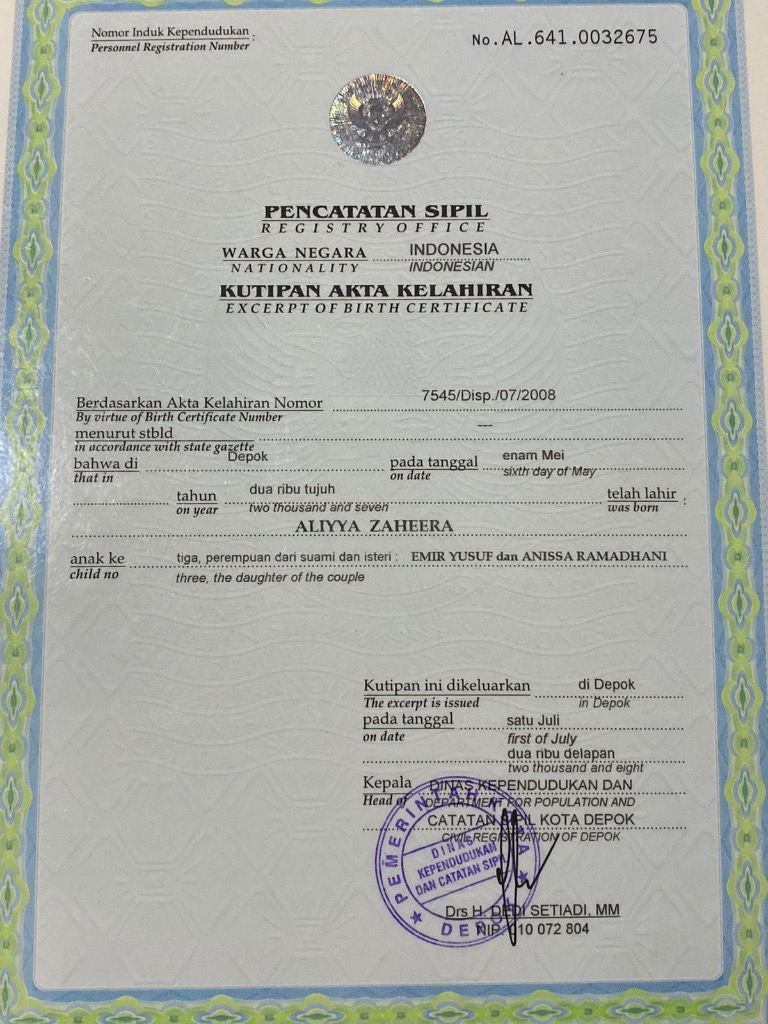 Nomor Induk Kependudukan :
Personnel Registration Number
No.AL.641.0032675
PENCATATAN SIPIL
REGISTRY OFFICE
WARGA NEGARA INDONESIA
NATIONALITY INDONESIAN
KUTIPAN AKTA KELAHIRAN
EXCERPT OF BIRTH CERTIFICATE
Berdasarkan Akta Kelahiran Nomor 7545/Disp./07/2008
By virtue of Birth Certificate Number
menurut stbld ---
in accordance with state gazette
bahwa di Depok pada tanggal enam Mei
that in on date sixth day of May
tahun dua ribu tujuh telah lahir :
on year two thousand and seven was born
ALIYYA ZAHEERA
anak ke tiga, perempuan dari suami dan isteri : EMIR YUSUF dan ANISSA RAMADHANI
child no three, the daughter of the couple
Kutipan ini dikeluarkan di Depok
The excerpt is issued in Depok
pada tanggal satu Juli
on date first of July
dua ribu delapan
two thousand and eight
Kepala DINAS KEPENDUDUKAN DAN
Head of DEPARTMENT FOR POPULATION AND
CATATAN SIPIL KOTA DEPOK
CIVIL REGISTRATION OF DEPOK
PEMERINTAH KOTA
DINAS
KEPENDUDUKAN
DAN CATATAN SIPIL
DEPOK
Drs H. DEDI SETIADI, MM
NIP. 010 072 804